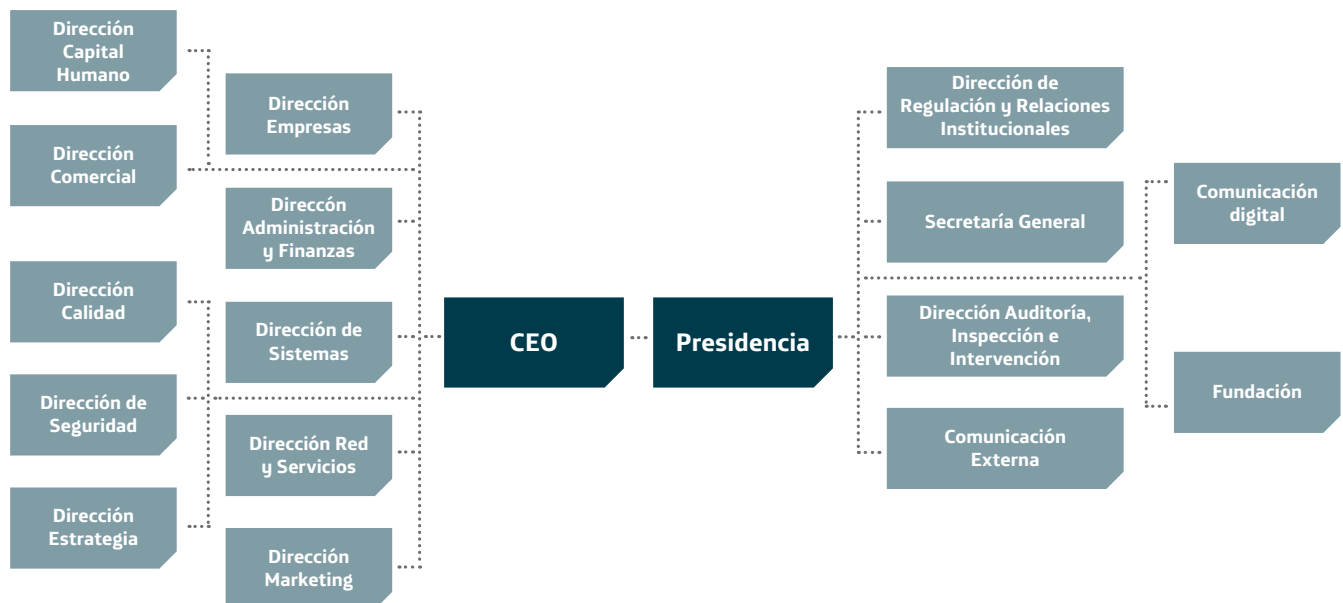 Dirección
Capital
Humano
Dirección
Comercial
Dirección
Calidad
Dirección de
Seguridad
Dirección
Estrategia
Dirección
Empresas
Direccón
Administración
y Finanzas
Dirección de
Sistemas
Dirección Red
y Servicios
Dirección
Marketing
CEO
Presidencia
Dirección de
Regulación y Relaciones
Institucionales
Secretaría General
Dirección Auditoría,
Inspección e
Intervención
Comunicación
Externa
Comunicación
digital
Fundación